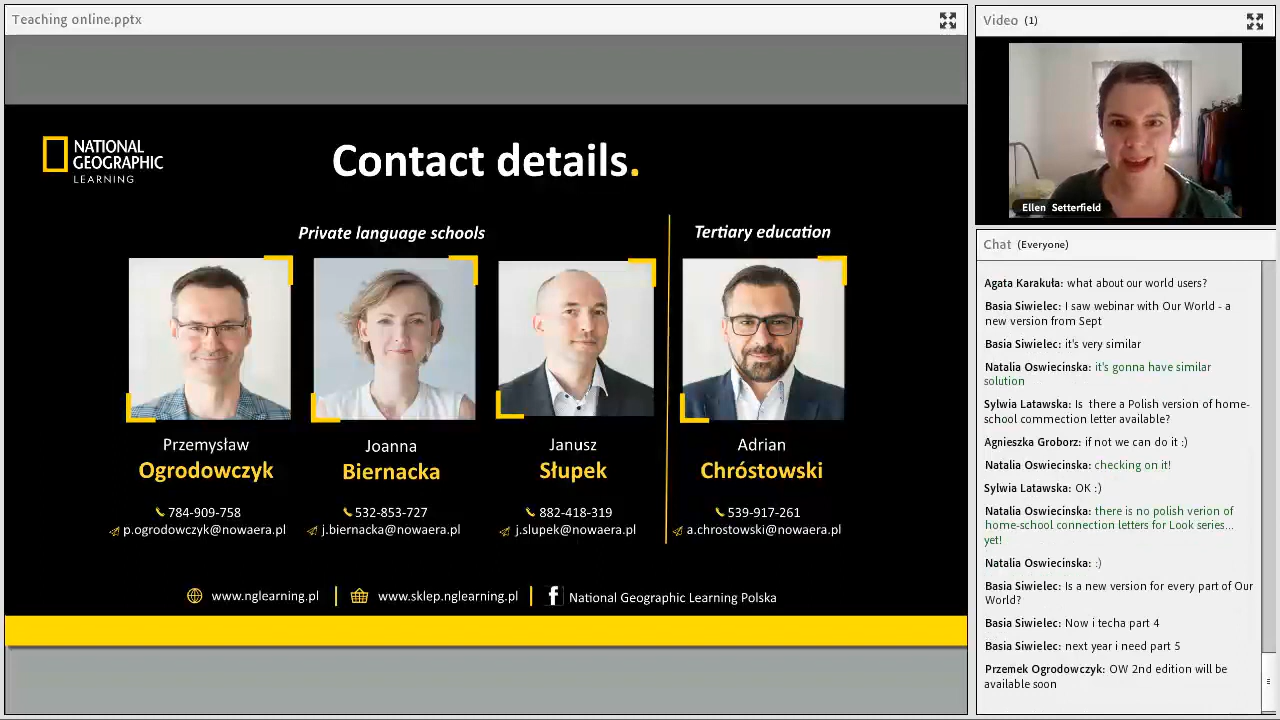 Teaching online.pptx
NATIONAL
GEOGRAPHIC
LEARNING
Contact details.
Private language schools
Tertiary education
Przemysław
Ogrodowczyk
784-909-758
p.ogrodowczyk@nowaera.pl
Joanna
Biernacka
532-853-727
j.biernacka@nowaera.pl
Janusz
Słupek
882-418-319
j.slupek@nowaera.pl
Adrian
Chróstowski
539-917-261
a.chrostowski@nowaera.pl
www.nglearning.pl
www.sklep.nglearning.pl
National Geographic Learning Polska
Video (1)
Ellen Setterfield
Chat (Everyone)
Agata Karakuła: what about our world users?
Basia Siwielec: I saw webinar with Our World - a
new version from Sept
Basia Siwielec: it's very similar
Natalia Oswiecinska: it's gonna have similar
solution
Sylwia Latawska: Is there a Polish version of home-
school commection letter available?
Agnieszka Groborz: if not we can do it :)
Natalia Oswiecinska: checking on it!
Sylwia Latawska: OK :)
Natalia Oswiecinska: there is no polish verion of
home-school connection letters for Look series...
yet!
Natalia Oswiecinska: :)
Basia Siwielec: Is a new version for every part of Our
World?
Basia Siwielec: Now i techa part 4
Basia Siwielec: next year i need part 5
Przemek Ogrodowczyk: OW 2nd edition will be
available soon